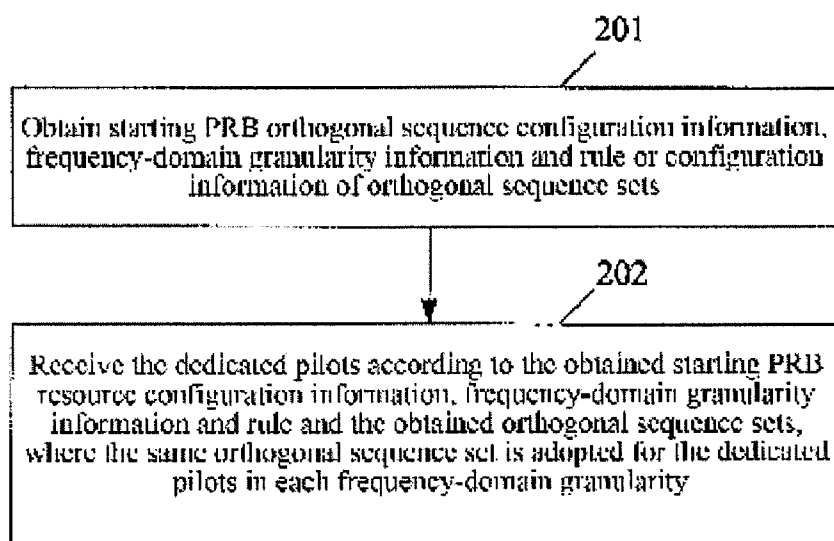 201
Obtain starting PRB orthogonal sequence configuration information,
frequency-domain granularity information and rule or configuration
information of orthogonal sequence sets
202
Receive the dedicated pilots according to the obtained starting PRB
resource configuration information, frequency-domain granularity
information and rule and the obtained orthogonal sequence sets,
where the same orthogonal sequence set is adopted for the dedicated
pilots in each frequency-domain granularity